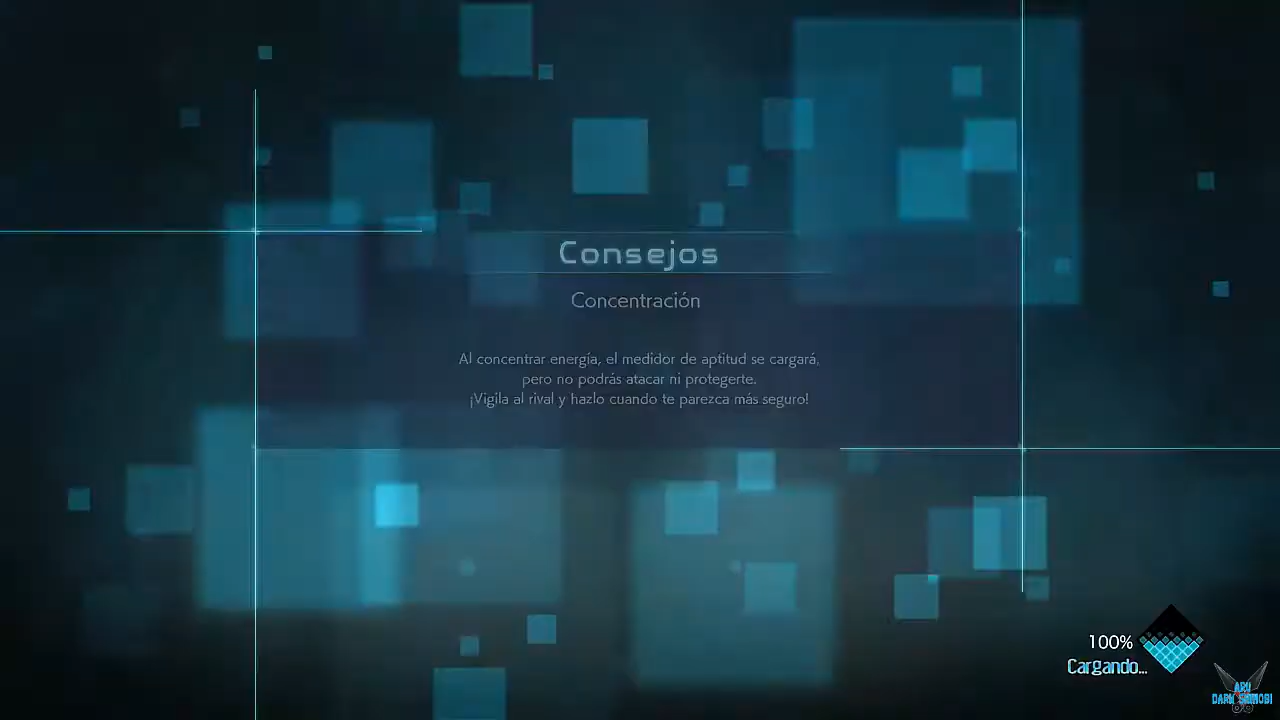 Consejos
Concentración
Al concentrar energía, el medidor de aptitud se cargará,
pero no podrás atacar ni protegerte.
¡Vigila al rival y hazlo cuando te parezca más seguro!
100%
Cargando...